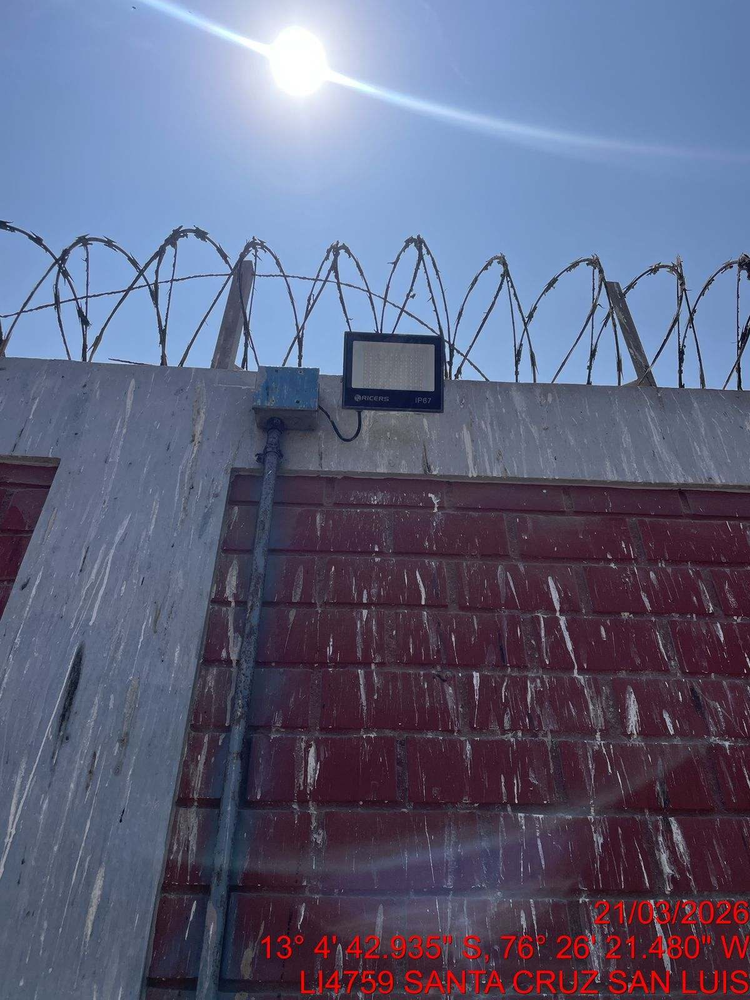 RICERS IP67
21/03/2026
13° 4' 42.935" S, 76° 26' 21.480" W
LI4759 SANTA CRUZ SAN LUIS